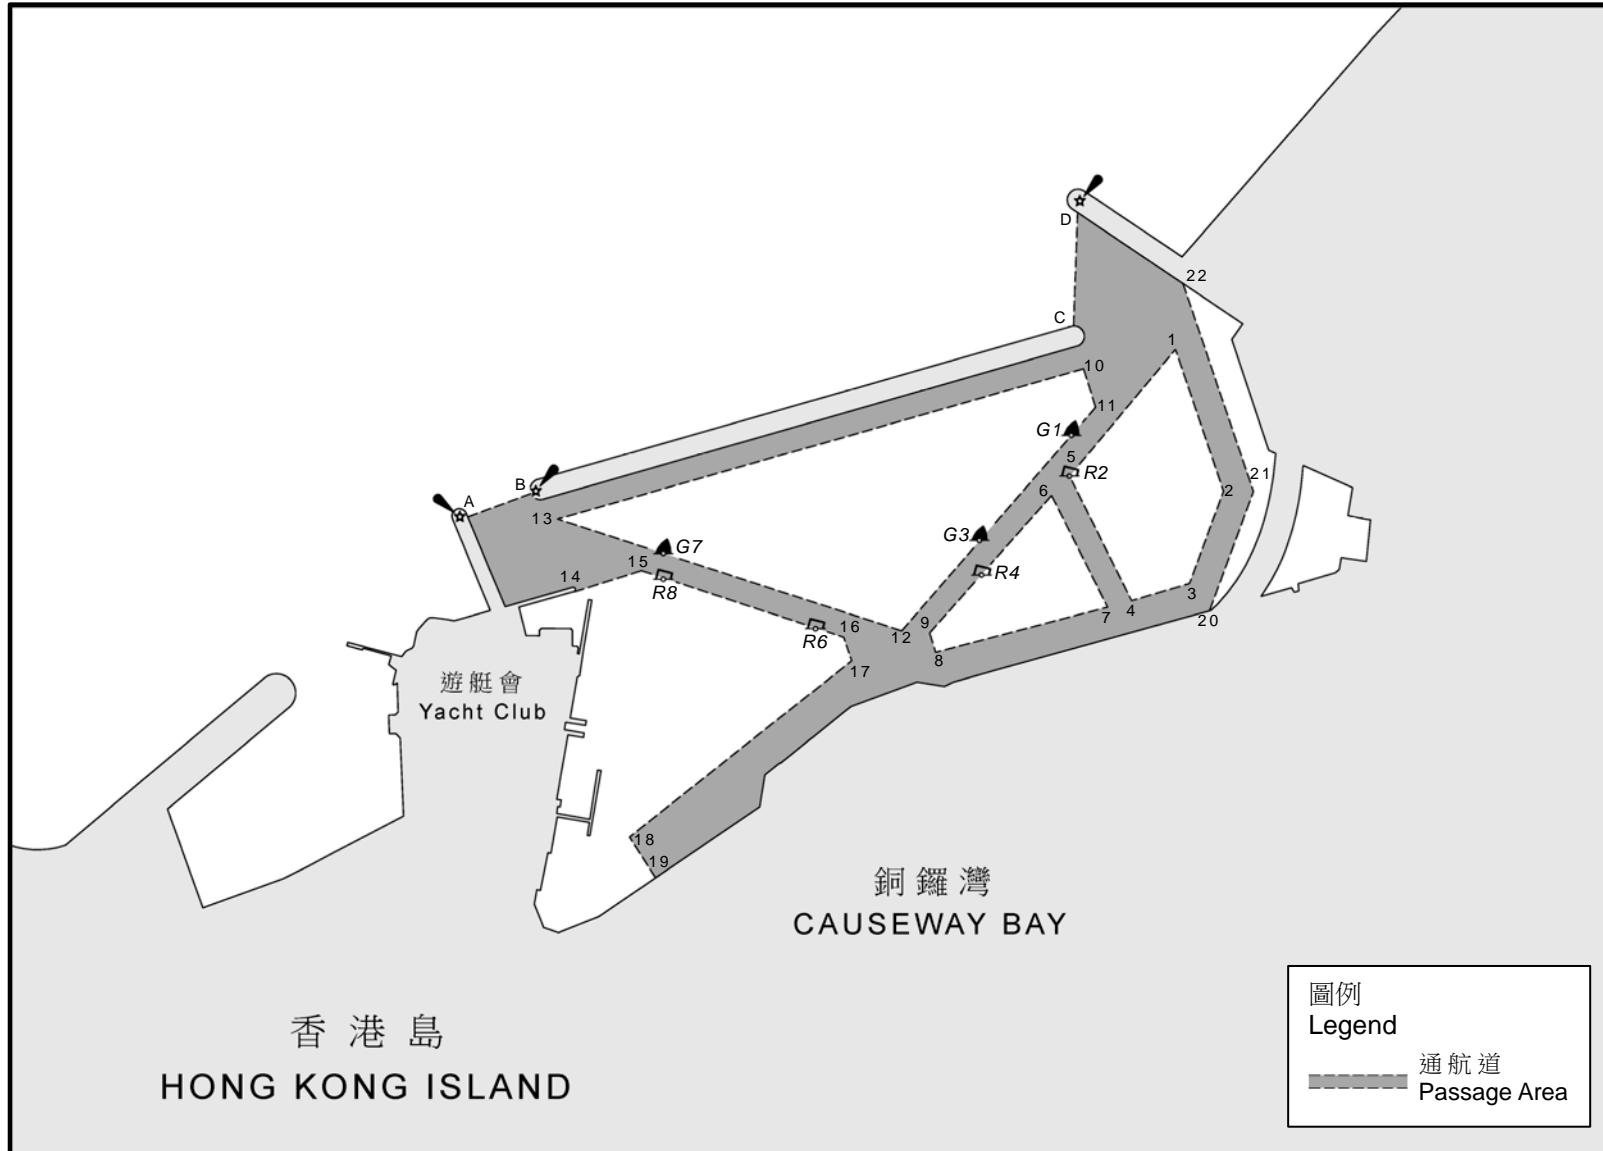 D
22
C
1
10
11
G1
5
R2
6
21
2
B
A
13
G3
G7
15
R4
14
R8
3
4
7
20
9
16
12
R6
8
17
遊艇會
Yacht Club
18
19
銅鑼灣
CAUSEWAY BAY
香港島
HONG KONG ISLAND
圖例
Legend
通航道
Passage Area